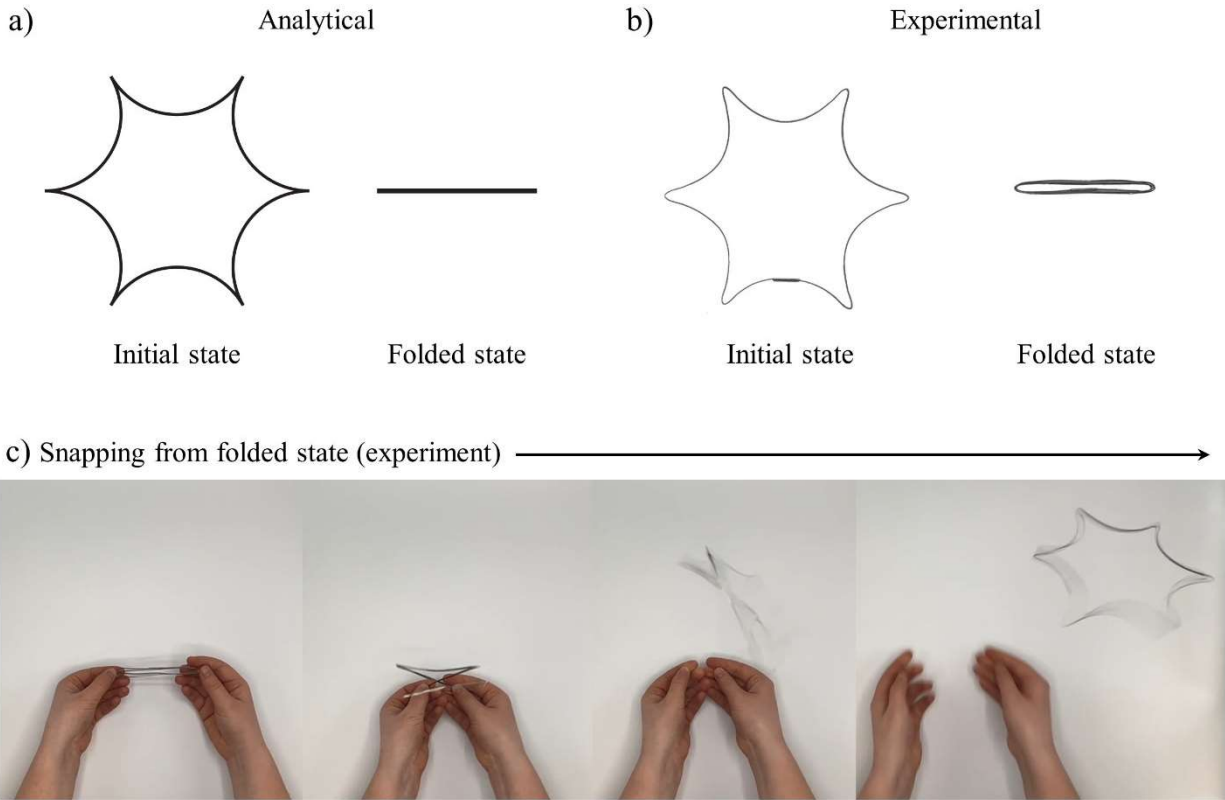 a) Analytical
b) Experimental
Initial state
Folded state
Initial state
Folded state
c) Snapping from folded state (experiment)